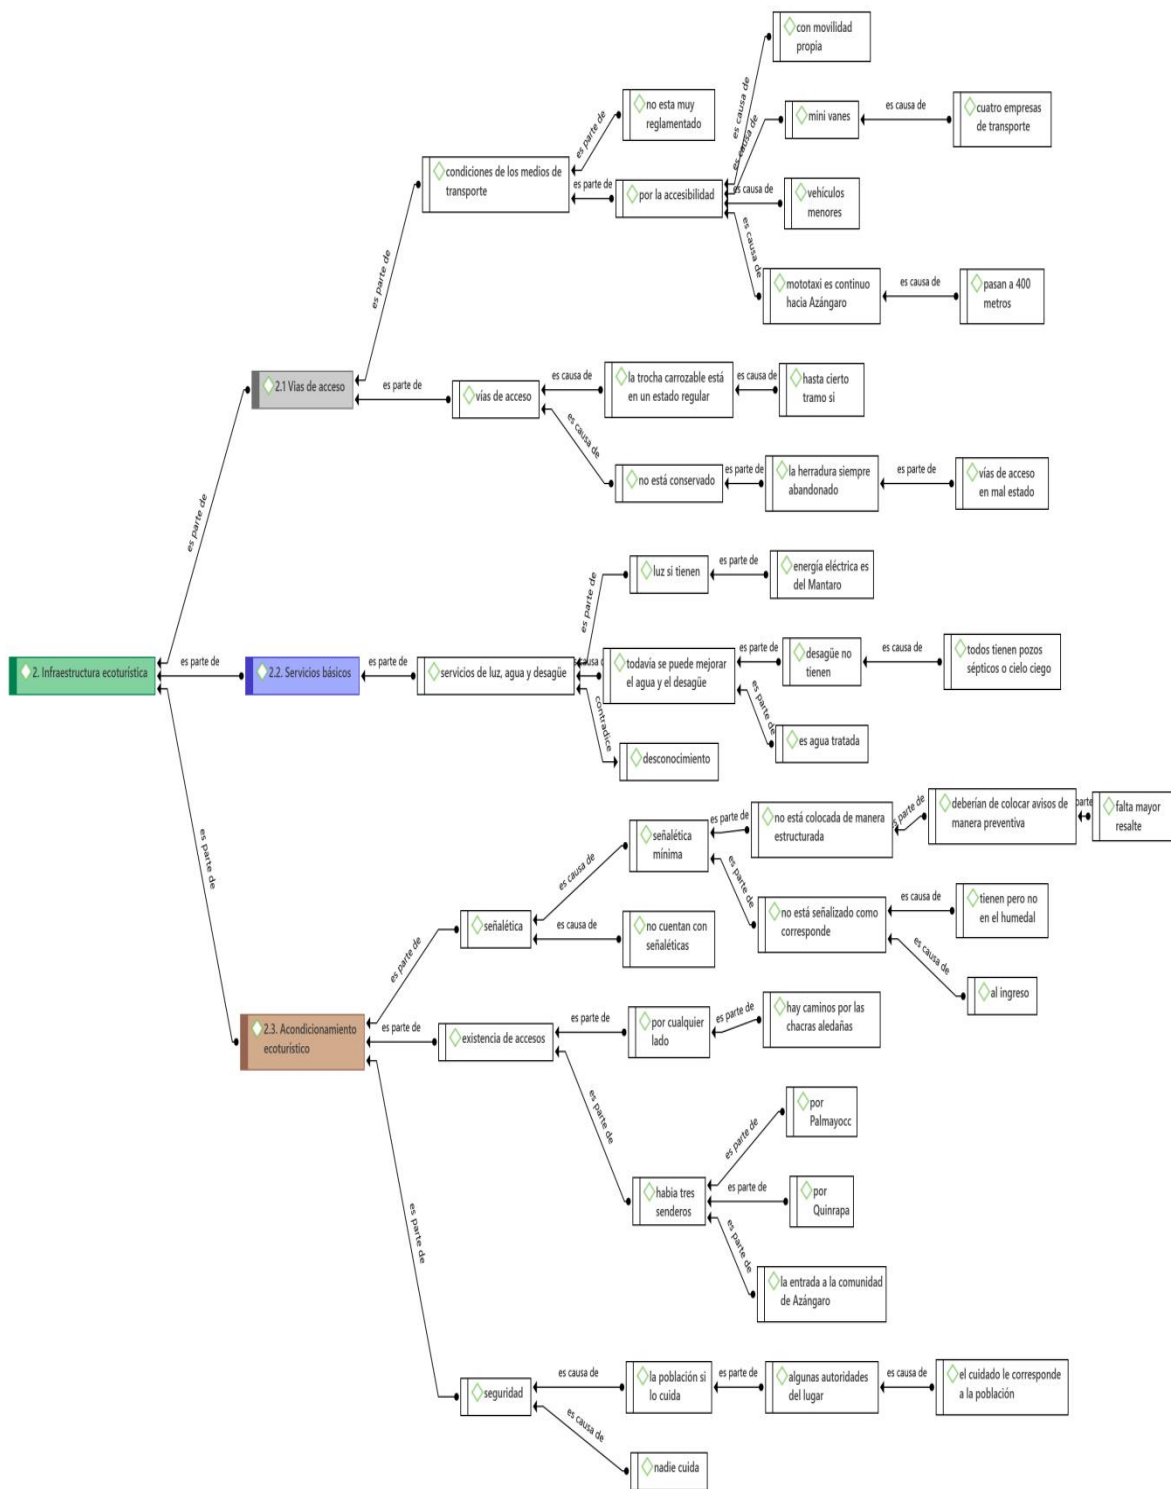 con movilidad
propia
no esta muy
reglamentado
es causa de
es causa de
mini vanes
es causa de
cuatro empresas
de transporte
es parte de
condiciones de los medios de
transporte
es parte de
por la accesibilidad
es causa de
vehículos
menores
es causa de
mototaxi es continuo
hacia Azángaro
es causa de
pasan a 400
metros
es parte de
2.1 Vias de acceso
es parte de
vías de acceso
es causa de
la trocha carrozable está
en un estado regular
es causa de
hasta cierto
tramo si
es causa de
no está conservado
es parte de
la herradura siempre
abandonado
es parte de
vías de acceso
en mal estado
es parte de
luz si tienen
es parte de
energía eléctrica es
del Mantaro
es parte de
2. Infraestructura ecoturística
es parte de
2.2. Servicios básicos
es parte de
servicios de luz, agua y desagüe
es causa d
todavía se puede mejorar
el agua y el desagüe
es parte de
desagüe no
tienen
es causa de
todos tienen pozos
sépticos o cielo ciego
es parte de
es agua tratada
contradice
desconocimiento
es parte de
señalética
mínima
es parte de
no está colocada de manera
estructurada
es parte de
deberían de colocar avisos de
manera preventiva
parte
falta mayor
resalte
es causa de
es parte de
no está señalizado como
corresponde
es causa de
tienen pero no
en el humedal
es causa de
al ingreso
señalética
es causa de
no cuentan con
señaléticas
es parte de
2.3. Acondicionamiento
ecoturístico
es parte de
existencia de accesos
es parte de
por cualquier
lado
es parte de
hay caminos por las
chacras aledañas
es parte de
habia tres
senderos
es parte de
por
Palmayocc
es parte de
por
Quinrapa
es parte de
la entrada a la comunidad
de Azángaro
es parte de
seguridad
es causa de
la población si
lo cuida
es parte de
algunas autoridades
del lugar
es causa de
el cuidado le corresponde
a la población
es causa de
nadie cuida